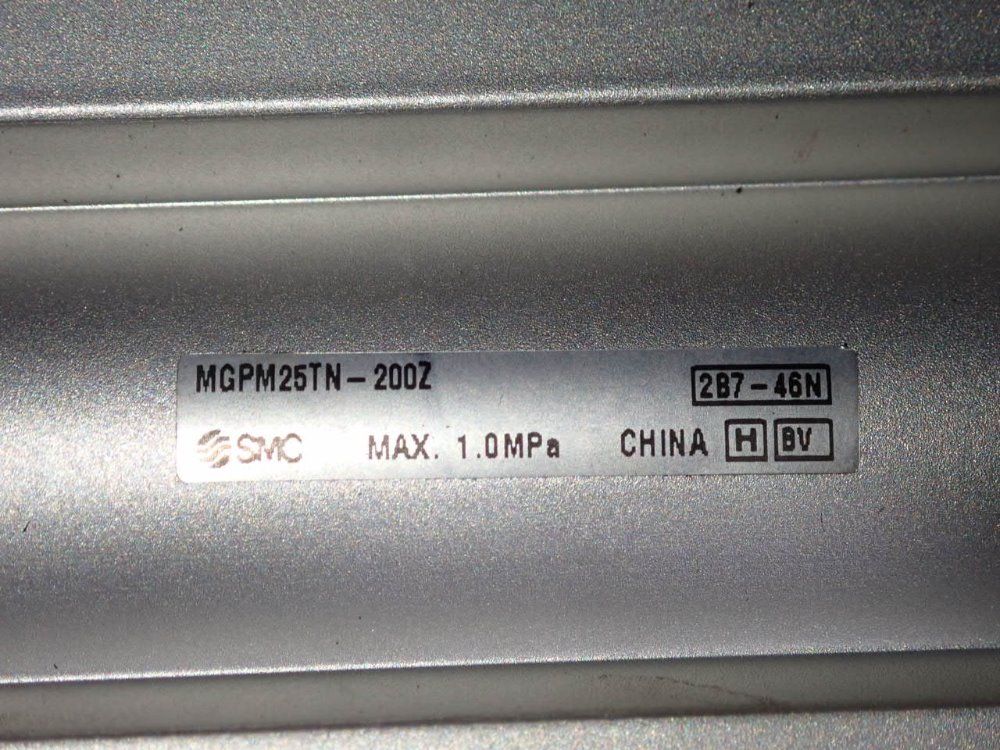 MGPM25TN-200Z 2B7-46N
SMC MAX. 1.0MPa CHINA H BV